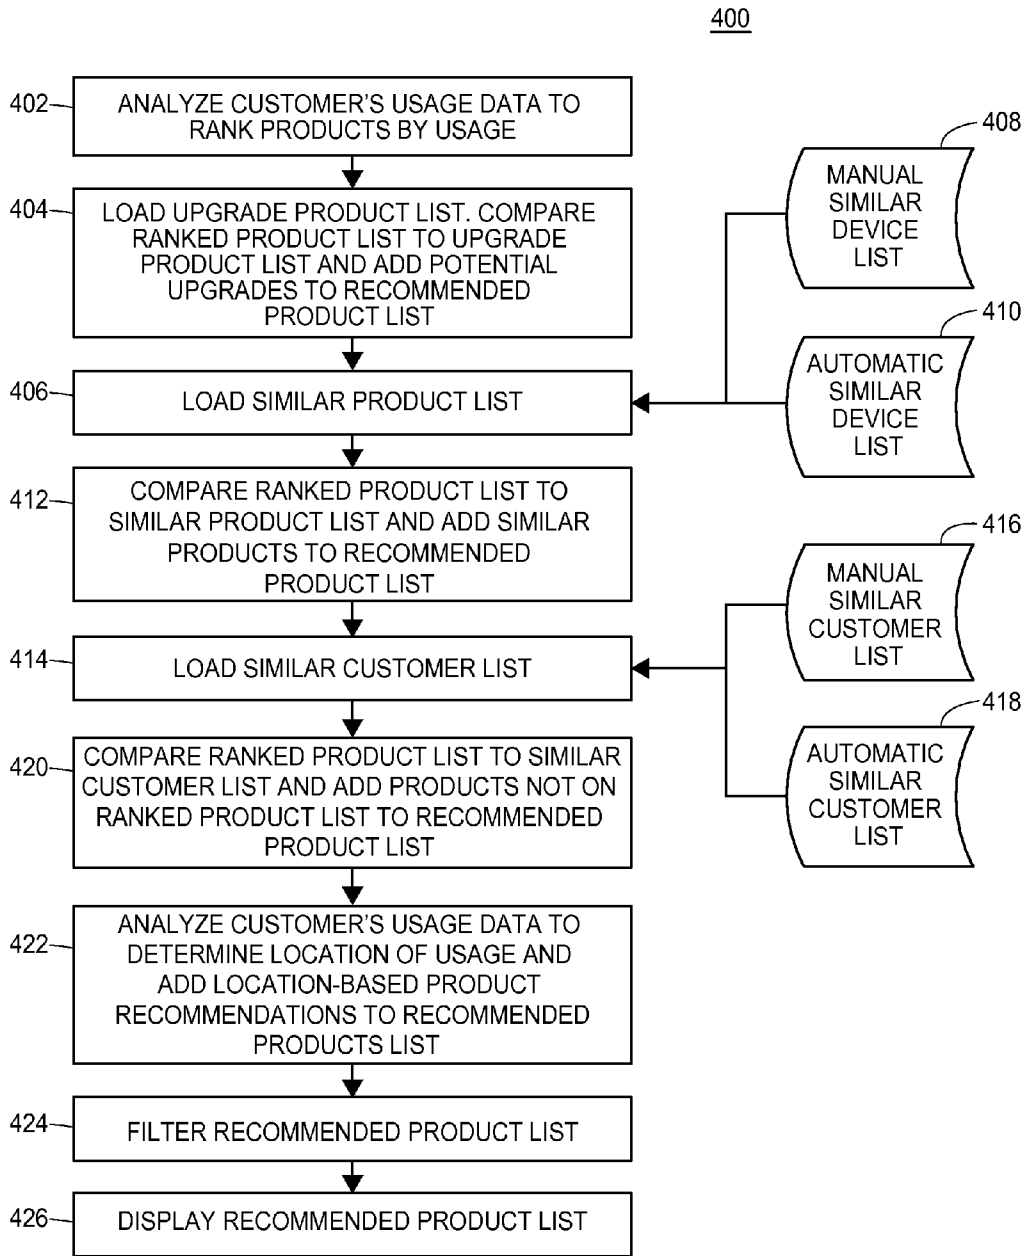 400
402
ANALYZE CUSTOMER'S USAGE DATA TO
RANK PRODUCTS BY USAGE
404
LOAD UPGRADE PRODUCT LIST. COMPARE
RANKED PRODUCT LIST TO UPGRADE
PRODUCT LIST AND ADD POTENTIAL
UPGRADES TO RECOMMENDED
PRODUCT LIST
408
MANUAL
SIMILAR
DEVICE
LIST
406
LOAD SIMILAR PRODUCT LIST
410
AUTOMATIC
SIMILAR
DEVICE
LIST
412
COMPARE RANKED PRODUCT LIST TO
SIMILAR PRODUCT LIST AND ADD SIMILAR
PRODUCTS TO RECOMMENDED
PRODUCT LIST
416
MANUAL
SIMILAR
CUSTOMER
LIST
414
LOAD SIMILAR CUSTOMER LIST
418
AUTOMATIC
SIMILAR
CUSTOMER
LIST
420
COMPARE RANKED PRODUCT LIST TO SIMILAR
CUSTOMER LIST AND ADD PRODUCTS NOT ON
RANKED PRODUCT LIST TO RECOMMENDED
PRODUCT LIST
422
ANALYZE CUSTOMER'S USAGE DATA TO
DETERMINE LOCATION OF USAGE AND
ADD LOCATION-BASED PRODUCT
RECOMMENDATIONS TO RECOMMENDED
PRODUCTS LIST
424
FILTER RECOMMENDED PRODUCT LIST
426
DISPLAY RECOMMENDED PRODUCT LIST